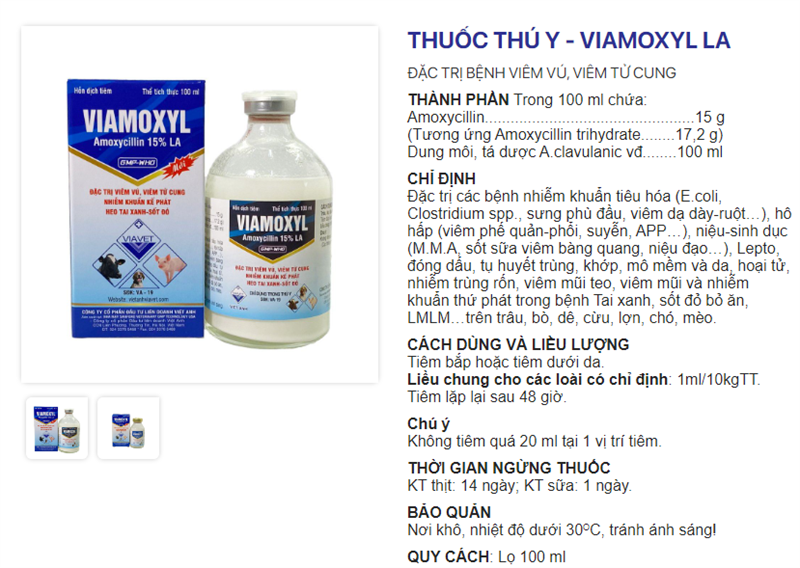 Hỗn dịch tiêm Thể tích thực 100 ml
VIAMOXYL
Amoxycillin 15% LA
GMP-WHO
Mới
ĐẶC TRỊ VIÊM VÚ, VIÊM TỬ CUNG
NHIỄM KHUẨN KẾ PHÁT
HEO TAI XANH-SỐT ĐỎ
VIAVET
SĐK: VA - 19
CÔNG TY CỔ PHẦN ĐẦU TƯ LIÊN DOANH VIỆT ANH
Hỗn dịch tiêm Thể tích thực 100 ml
VIAMOXYL
Amoxycillin 15% LA
ĐẶC TRỊ VIÊM VÚ, VIÊM TỬ CUNG
NHIỄM KHUẨN KẾ PHÁT
HEO TAI XANH-SỐT ĐỎ
THUỐC THÚ Y - VIAMOXYL LA
ĐẶC TRỊ BỆNH VIÊM VÚ, VIÊM TỬ CUNG
THÀNH PHẦN Trong 100 ml chứa:
Amoxycillin...............................................15 g
(Tương ứng Amoxycillin trihydrate........17,2 g)
Dung môi, tá dược A.clavulanic vđ........100 ml
CHỈ ĐỊNH
Đặc trị các bệnh nhiễm khuẩn tiêu hóa (E.coli,
Clostridium spp., sưng phù đầu, viêm dạ dày-ruột…), hô
hấp (viêm phế quản-phổi, suyễn, APP…), niệu-sinh dục
(M.M.A, sốt sữa viêm bàng quang, niệu đạo…), Lepto,
đóng dấu, tụ huyết trùng, khớp, mô mềm và da, hoại tử,
nhiễm trùng rốn, viêm mũi teo, viêm mũi và nhiễm
khuẩn thứ phát trong bệnh Tai xanh, sốt đỏ bỏ ăn,
LMLM…trên trâu, bò, dê, cừu, lợn, chó, mèo.
CÁCH DÙNG VÀ LIỀU LƯỢNG
Tiêm bắp hoặc tiêm dưới da.
Liều chung cho các loài có chỉ định: 1ml/10kgTT.
Tiêm lặp lại sau 48 giờ.
Chú ý
Không tiêm quá 20 ml tại 1 vị trí tiêm.
THỜI GIAN NGỪNG THUỐC
KT thịt: 14 ngày; KT sữa: 1 ngày.
BẢO QUẢN
Nơi khô, nhiệt độ dưới 30ºC, tránh ánh sáng!
QUY CÁCH: Lọ 100 ml